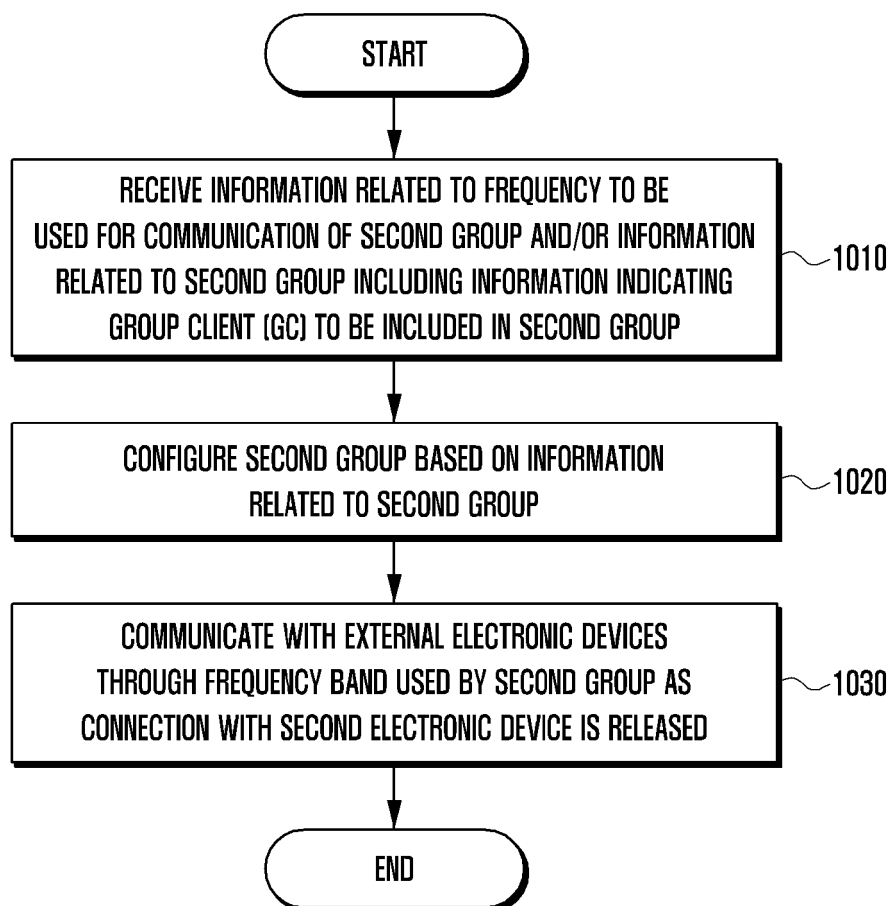 START
RECEIVE INFORMATION RELATED TO FREQUENCY TO BE
USED FOR COMMUNICATION OF SECOND GROUP AND/OR INFORMATION
RELATED TO SECOND GROUP INCLUDING INFORMATION INDICATING
GROUP CLIENT (GC) TO BE INCLUDED IN SECOND GROUP
1010
CONFIGURE SECOND GROUP BASED ON INFORMATION
RELATED TO SECOND GROUP
1020
COMMUNICATE WITH EXTERNAL ELECTRONIC DEVICES
THROUGH FREQUENCY BAND USED BY SECOND GROUP AS
CONNECTION WITH SECOND ELECTRONIC DEVICE IS RELEASED
1030
END